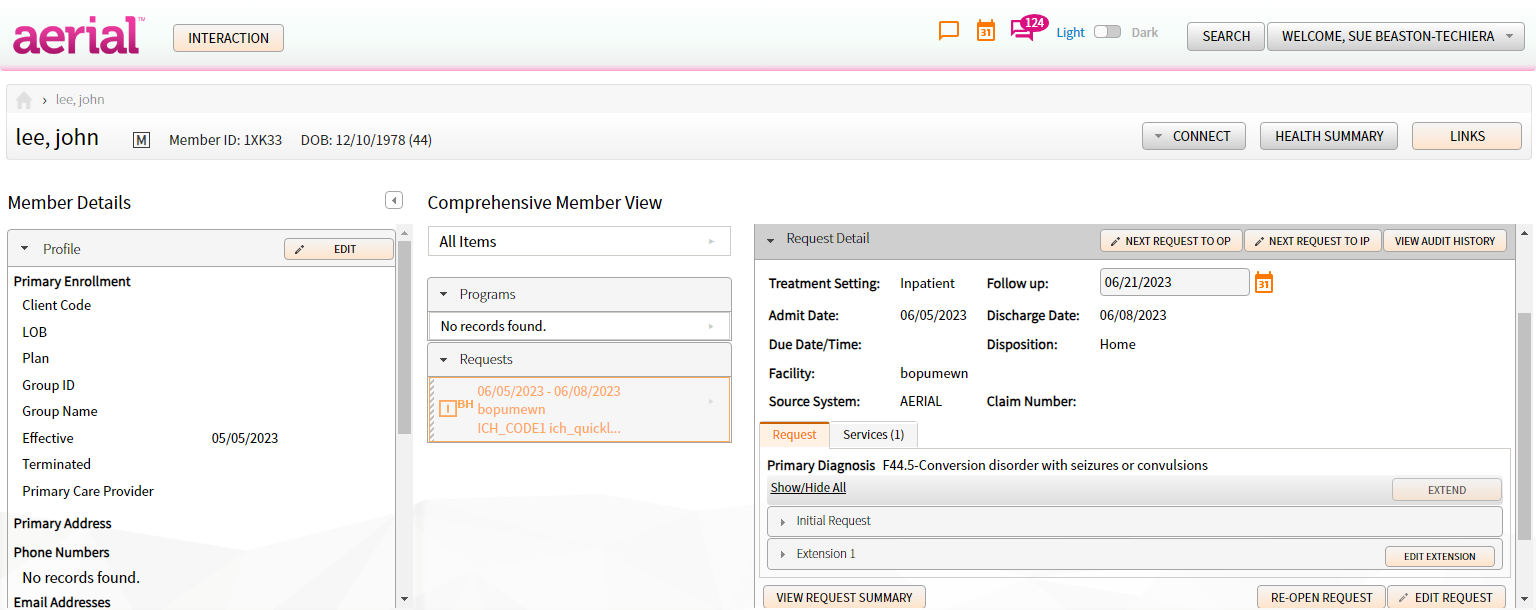 aerial™
INTERACTION
31
124
Light
Dark
SEARCH
WELCOME, SUE BEASTON-TECHIERA
› lee, john
lee, john
M
Member ID: 1XK33
DOB: 12/10/1978 (44)
CONNECT
HEALTH SUMMARY
LINKS
Member Details
Profile
EDIT
Primary Enrollment
Client Code
LOB
Plan
Group ID
Group Name
Effective 05/05/2023
Terminated
Primary Care Provider
Primary Address
Phone Numbers
No records found.
Email Addresses
Comprehensive Member View
All Items
Programs
No records found.
Requests
I BH
06/05/2023 - 06/08/2023
bopumewn
ICH_CODE1 ich_quickl...
Request Detail
NEXT REQUEST TO OP
NEXT REQUEST TO IP
VIEW AUDIT HISTORY
Treatment Setting: Inpatient Follow up: 06/21/2023 31
Admit Date: 06/05/2023 Discharge Date: 06/08/2023
Due Date/Time: Disposition: Home
Facility: bopumewn
Source System: AERIAL Claim Number:
Request
Services (1)
Primary Diagnosis F44.5-Conversion disorder with seizures or convulsions
Show/Hide All
EXTEND
Initial Request
Extension 1
EDIT EXTENSION
VIEW REQUEST SUMMARY
RE-OPEN REQUEST
EDIT REQUEST